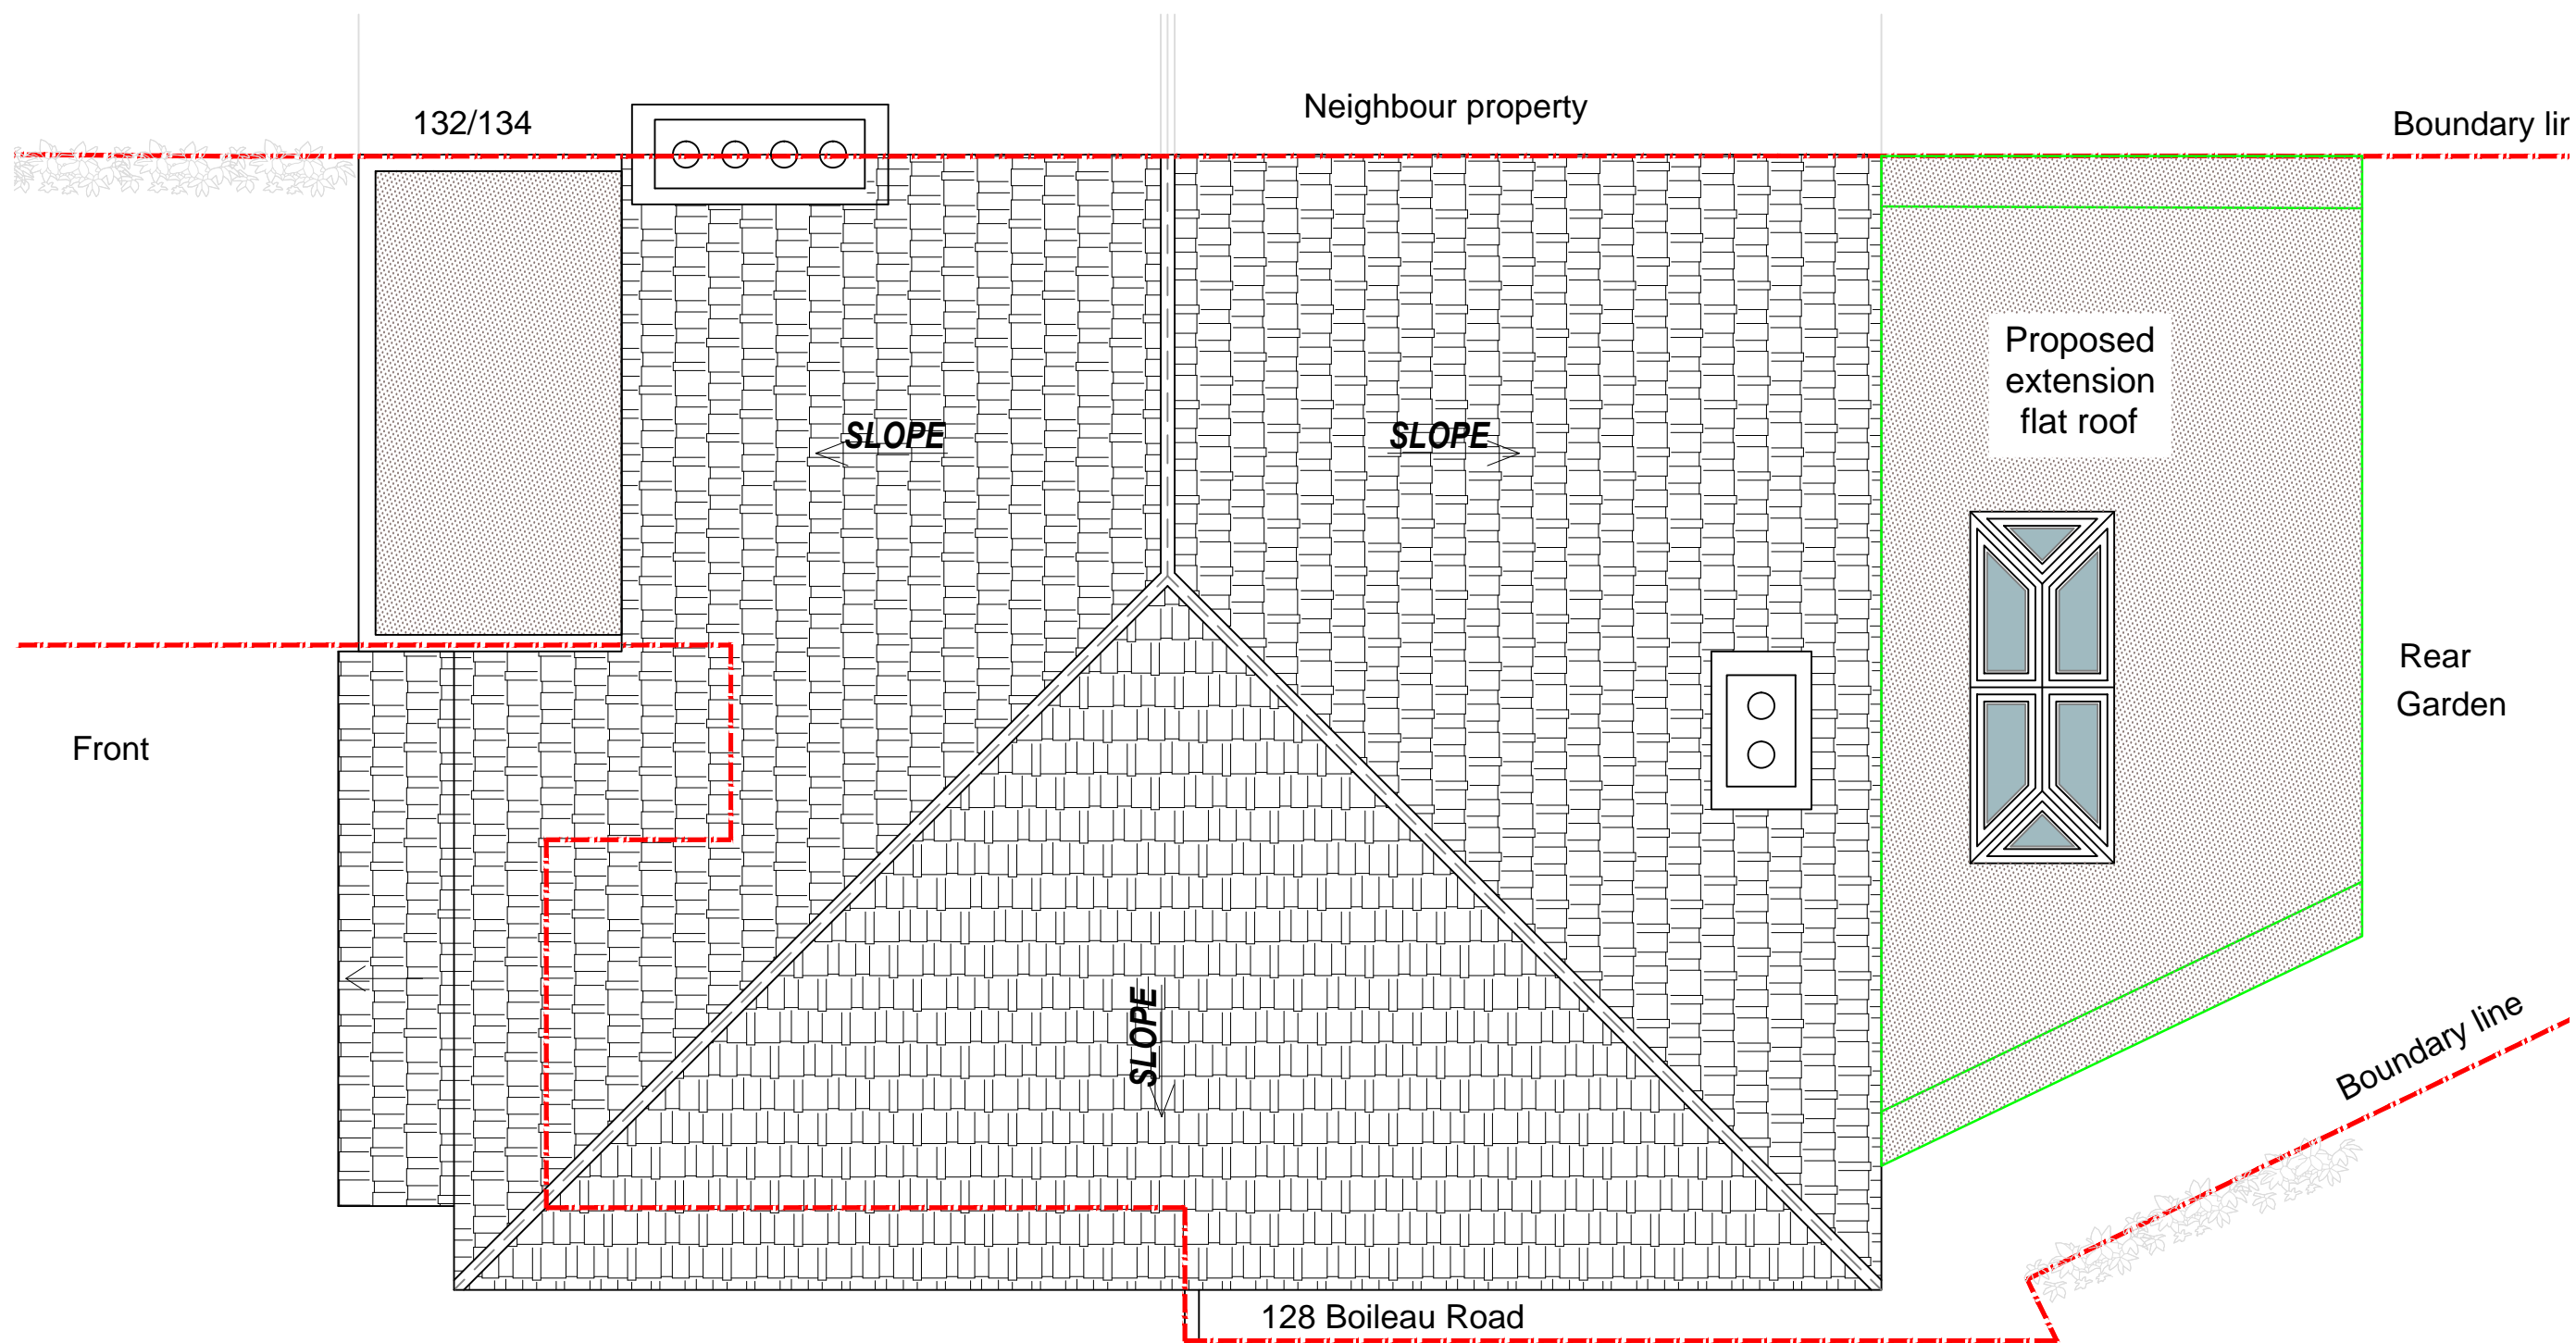 132/134
Neighbour property
Boundary lir
SLOPE
SLOPE
Proposed
extension
flat roof
Rear
Garden
Front
SLOPE
Boundary line
128 Boileau Road